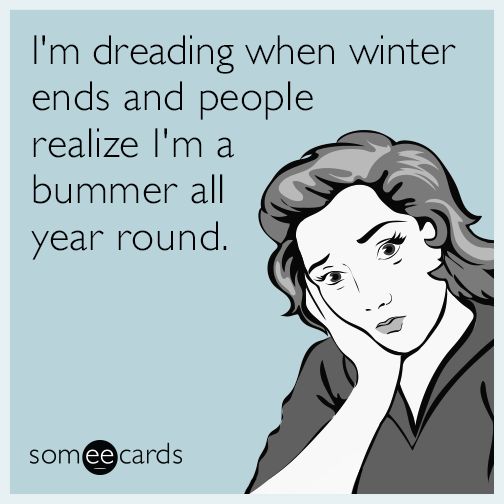 I'm dreading when winter
ends and people
realize I'm a
bummer all
year round.
someecards